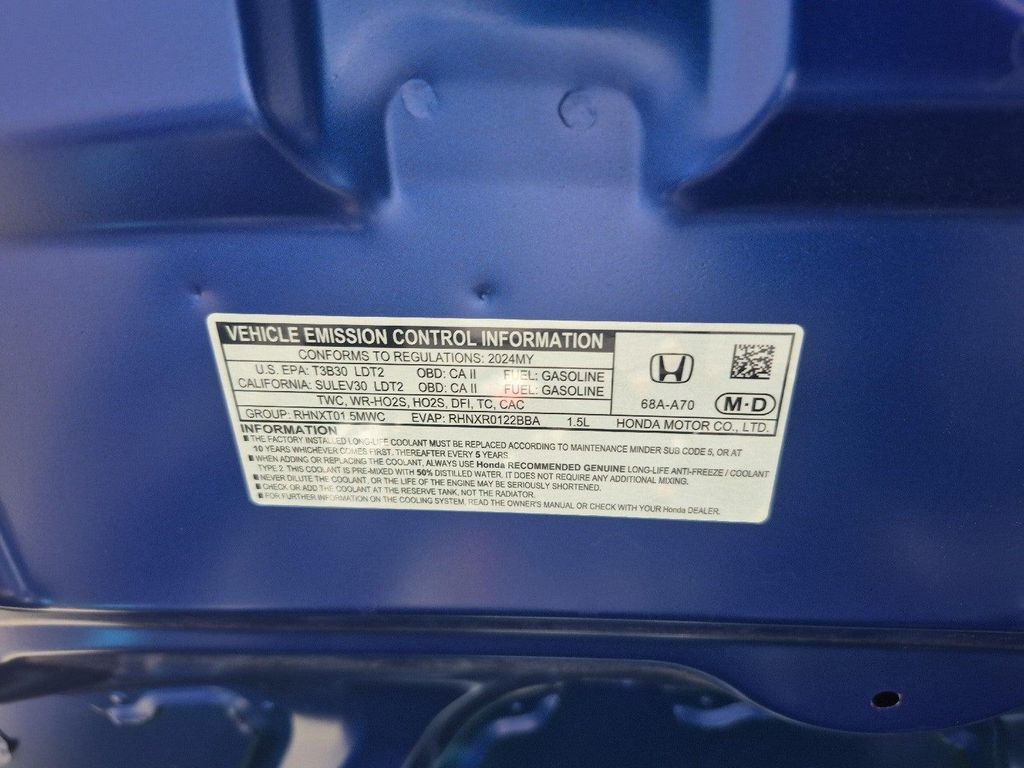 VEHICLE EMISSION CONTROL INFORMATION
CONFORMS TO REGULATIONS: 2024MY
U.S. EPA: T3B30 LDT2 OBD: CA II FUEL: GASOLINE
CALIFORNIA: SULEV30 LDT2 OBD: CA II FUEL: GASOLINE
TWC, WR-HO2S, HO2S, DFI, TC, CAC
68A-A70 M·D
GROUP: RHNXT01.5MWC EVAP: RHNXR0122BBA 1.5L HONDA MOTOR CO., LTD.
INFORMATION
■ THE FACTORY INSTALLED LONG-LIFE COOLANT MUST BE REPLACED ACCORDING TO MAINTENANCE MINDER SUB CODE 5, OR AT
10 YEARS WHICHEVER COMES FIRST. THEREAFTER EVERY 5 YEARS
■ WHEN ADDING OR REPLACING THE COOLANT, ALWAYS USE Honda RECOMMENDED GENUINE LONG-LIFE ANTI-FREEZE / COOLANT
TYPE 2. THIS COOLANT IS PRE-MIXED WITH 50% DISTILLED WATER. IT DOES NOT REQUIRE ANY ADDITIONAL MIXING.
■ NEVER DILUTE THE COOLANT, OR THE LIFE OF THE ENGINE MAY BE SERIOUSLY SHORTENED.
■ CHECK OR ADD THE COOLANT AT THE RESERVE TANK, NOT THE RADIATOR.
■ FOR FURTHER INFORMATION ON THE COOLING SYSTEM, READ THE OWNER'S MANUAL OR CHECK WITH YOUR Honda DEALER.